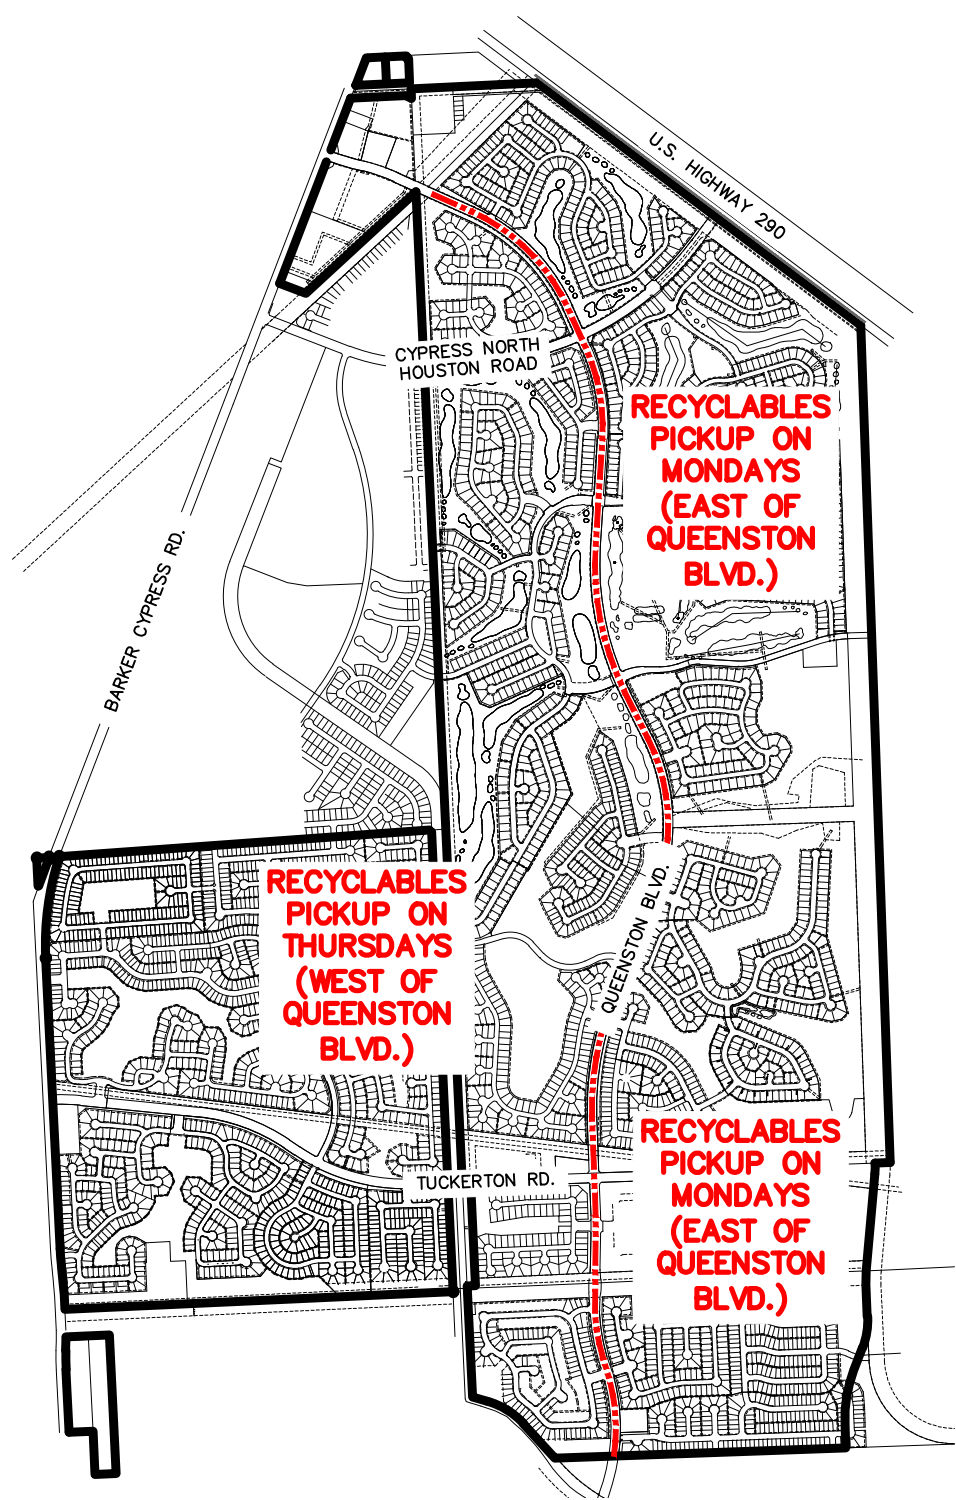 U.S. HIGHWAY 290
CYPRESS NORTH
HOUSTON ROAD
RECYCLABLES
PICKUP ON
MONDAYS
(EAST OF
QUEENSTON
BLVD.)
BARKER CYPRESS RD.
RECYCLABLES
PICKUP ON
THURSDAYS
(WEST OF
QUEENSTON
BLVD.)
QUEENSTON BLVD.
RECYCLABLES
PICKUP ON
MONDAYS
(EAST OF
QUEENSTON
BLVD.)
TUCKERTON RD.